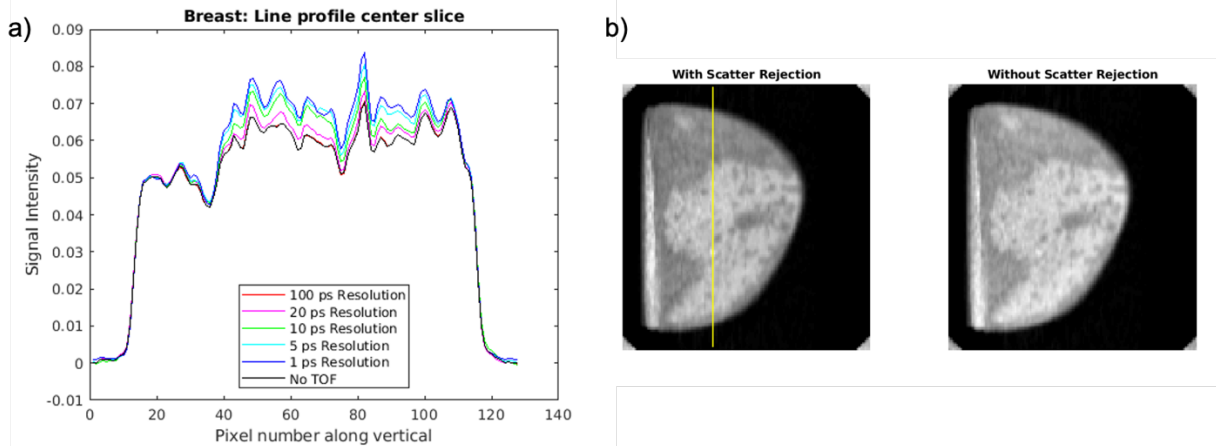 a)
Breast: Line profile center slice
0.09
0.08
0.07
0.06
0.05
0.04
0.03
0.02
0.01
0
-0.01
Signal Intensity
100 ps Resolution
20 ps Resolution
10 ps Resolution
5 ps Resolution
1 ps Resolution
No TOF
0 20 40 60 80 100 120 140
Pixel number along vertical
b)
With Scatter Rejection
Without Scatter Rejection